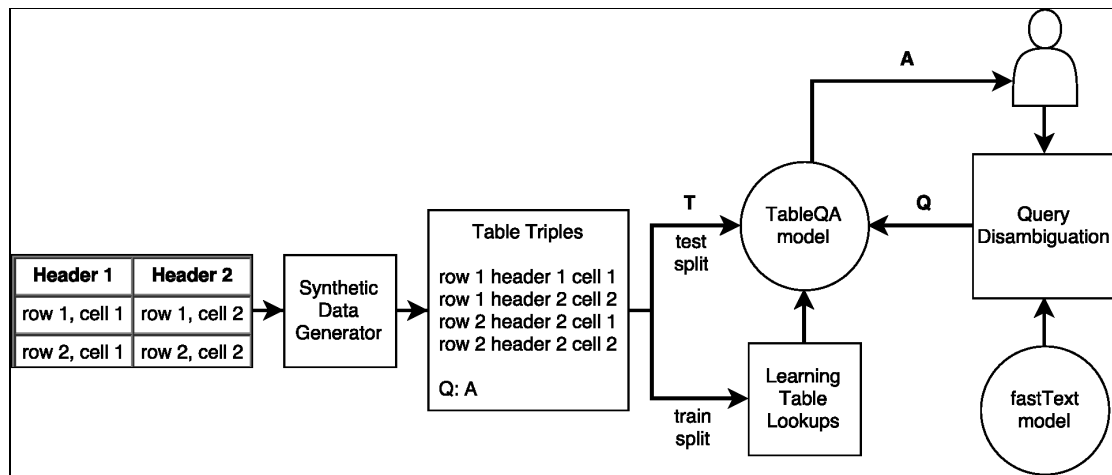 Header 1 Header 2
row 1, cell 1 row 1, cell 2
row 2, cell 1 row 2, cell 2
Synthetic
Data
Generator
Table Triples
row 1 header 1 cell 1
row 1 header 2 cell 2
row 2 header 2 cell 1
row 2 header 2 cell 2
Q: A
T
test
split
train
split
Learning
Table
Lookups
TableQA
model
A
Q
Query
Disambiguation
fastText
model